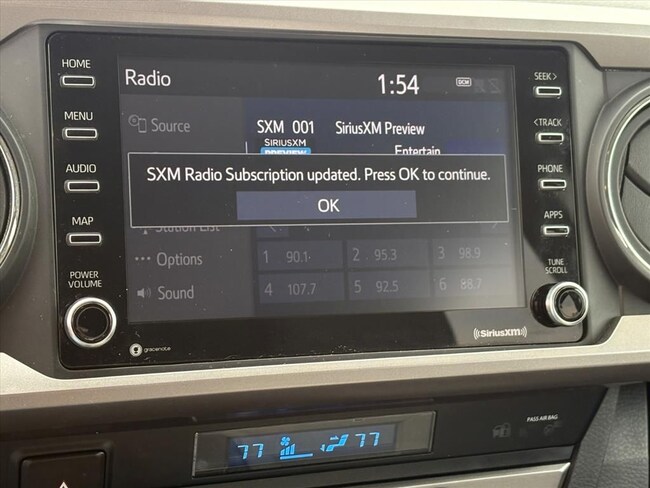 HOME
MENU
AUDIO
MAP
POWER
VOLUME
Radio
1:54
DCM
Source
SXM 001 SiriusXM Preview
SIRIUSXM
PREVIEW
Entertain
SXM Radio Subscription updated. Press OK to continue.
OK
Station List
Options
Sound
1 90.1
2 95.3
3 98.9
4 107.7
5 92.5
6 88.7
SEEK>
<TRACK
PHONE
APPS
TUNE
SCROLL
gracenote
((SiriusXM))
77
77
PASS AIR BAG